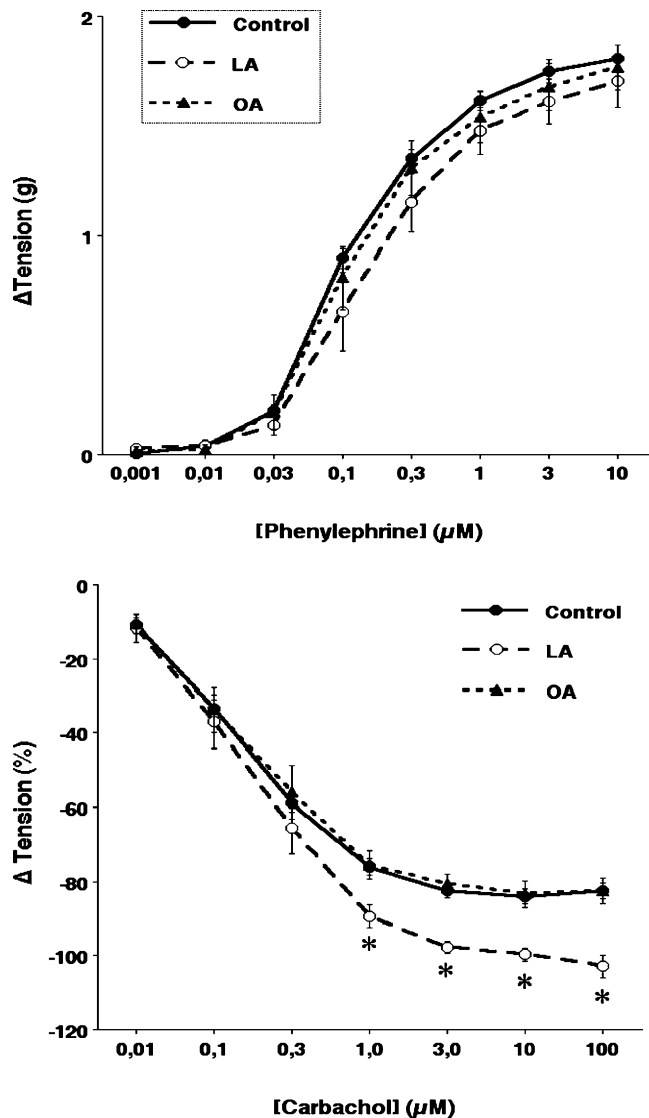 Control
LA
OA
2
1
0
ΔTension (g)
0,001 0,01 0,03 0,1 0,3 1 3 10
[Phenylephrine] (µM)
0
-20
-40
-60
-80
-100
-120
Δ Tension (%)
Control
LA
OA
* * * *
0,01 0,1 0,3 1,0 3,0 10 100
[Carbachol] (µM)